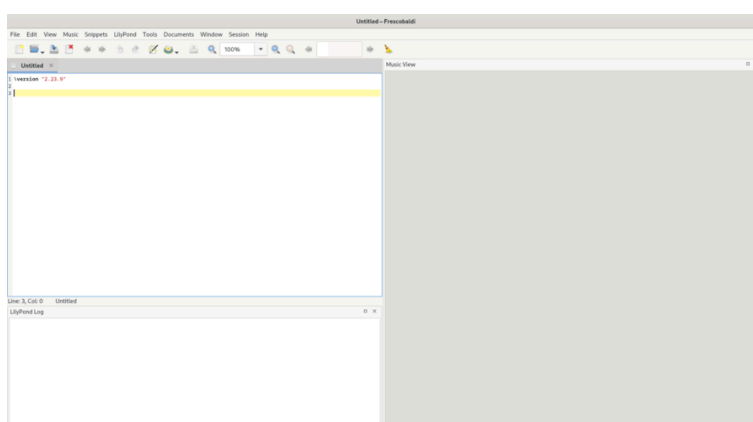 Untitled – Frescobaldi
File Edit View Music Snippets LilyPond Tools Documents Window Session Help
100%
Untitled
Music View
1 \version "2.23.9"
2
3
Line: 3, Col: 0 Untitled
LilyPond Log